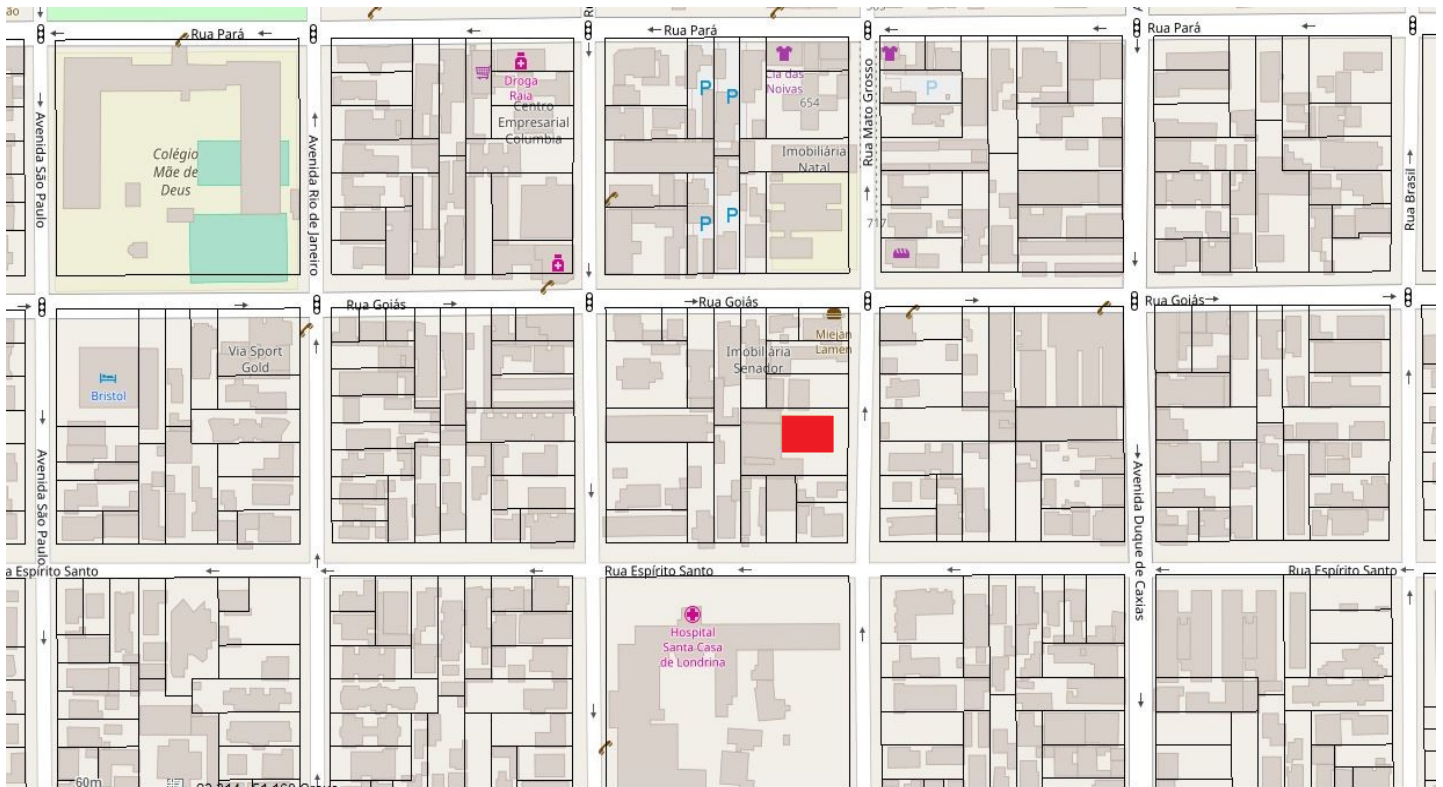 Rua Pará
Rua Pará
Rua Pará
Droga
Raia
Centro
Empresarial
Columbia
Cia das
Noivas
654
P
P
P
P
P
Colégio
Mãe de
Deus
Imobiliária
Natal
Avenida São Paulo
Avenida Rio de Janeiro
Rua Mato Grosso
Rua Brasil
717
Rua Goiás
Rua Goiás
Rua Goiás
Via Sport
Gold
Bristol
Imobiliária
Senador
Miejan
Lamen
Avenida São Paulo
Avenida Duque de Caxias
a Espírito Santo
Rua Espírito Santo
Rua Espírito Santo
Hospital
Santa Casa
de Londrina
60m